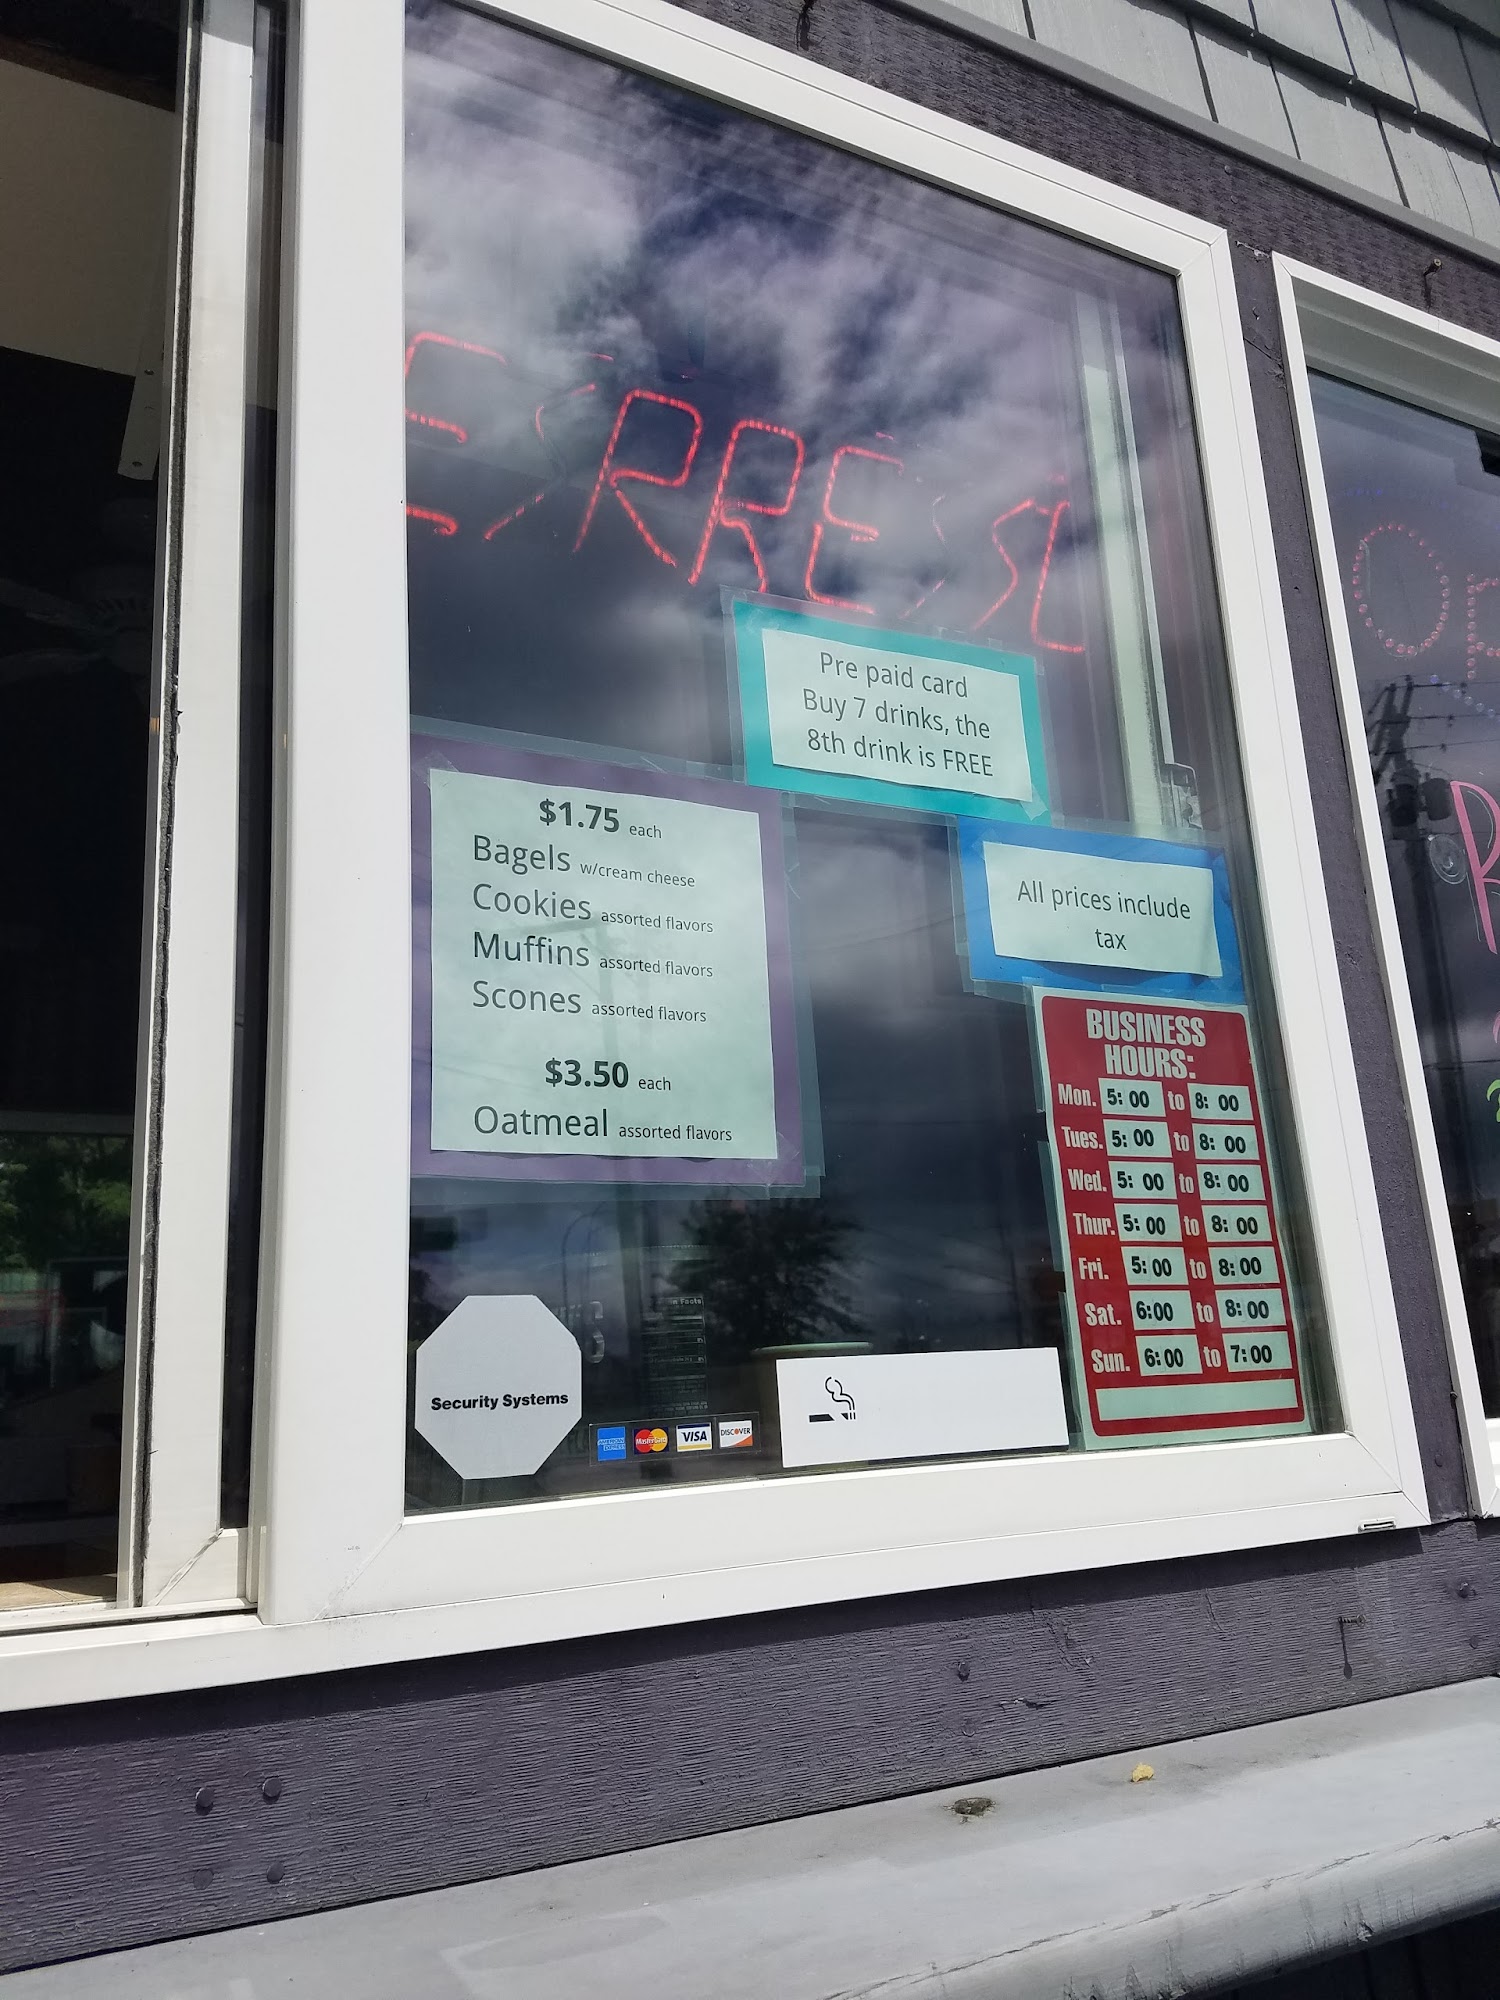 Pre paid card
Buy 7 drinks, the
8th drink is FREE
$1.75 each
Bagels w/cream cheese
Cookies assorted flavors
Muffins assorted flavors
Scones assorted flavors
$3.50 each
Oatmeal assorted flavors
All prices include
tax
BUSINESS
HOURS:
Mon. 5:00 to 8:00
Tues. 5:00 to 8:00
Wed. 5:00 to 8:00
Thur. 5:00 to 8:00
Fri. 5:00 to 8:00
Sat. 6:00 to 8:00
Sun. 6:00 to 7:00
Security Systems
AMERICAN EXPRESS
MasterCard
VISA
DISCOVER